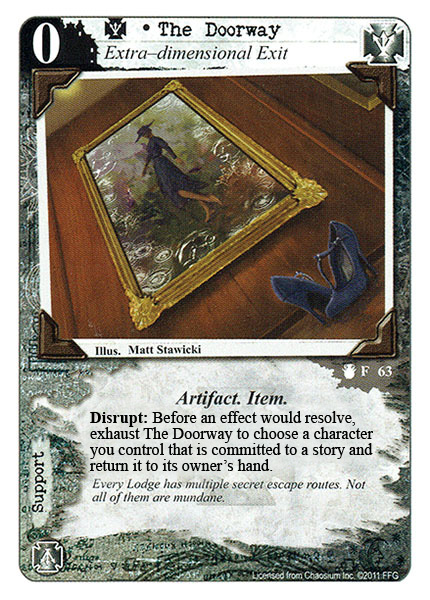 0
• The Doorway
Extra–dimensional Exit
Illus. Matt Stawicki
F 63
Artifact. Item.
Disrupt: Before an effect would resolve,
exhaust The Doorway to choose a character
you control that is committed to a story and
return it to its owner's hand.
Every Lodge has multiple secret escape routes. Not
all of them are mundane.
Support
Licensed from Chaosium Inc. ©2011 FFG